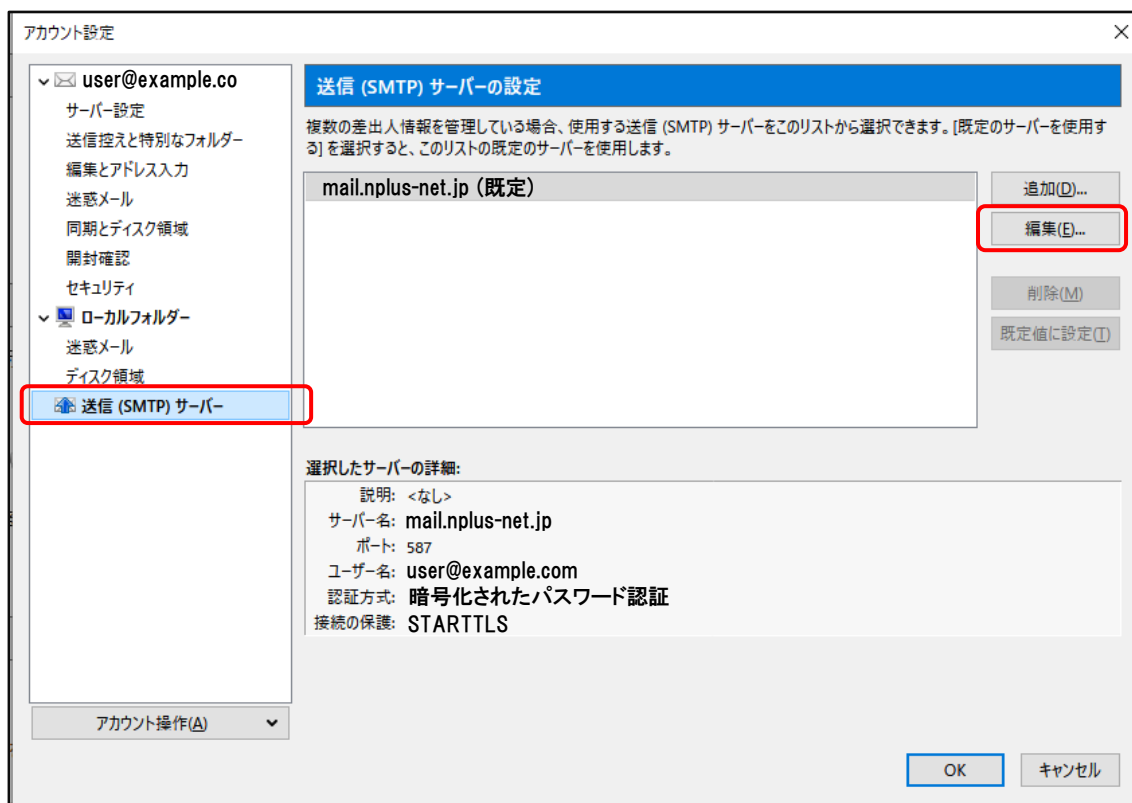 アカウント設定
user@example.co
サーバー設定
送信控えと特別なフォルダー
編集とアドレス入力
迷惑メール
同期とディスク領域
開封確認
セキュリティ
ローカルフォルダー
迷惑メール
ディスク領域
送信 (SMTP) サーバー
アカウント操作(A)
送信 (SMTP) サーバーの設定
複数の差出人情報を管理している場合、使用する送信 (SMTP) サーバーをこのリストから選択できます。[既定のサーバーを使用す
る] を選択すると、このリストの既定のサーバーを使用します。
mail.nplus-net.jp (既定)
追加(D)...
編集(E)...
削除(M)
既定値に設定(T)
選択したサーバーの詳細:
説明: <なし>
サーバー名: mail.nplus-net.jp
ポート: 587
ユーザー名: user@example.com
認証方式: 暗号化されたパスワード認証
接続の保護: STARTTLS
OK
キャンセル